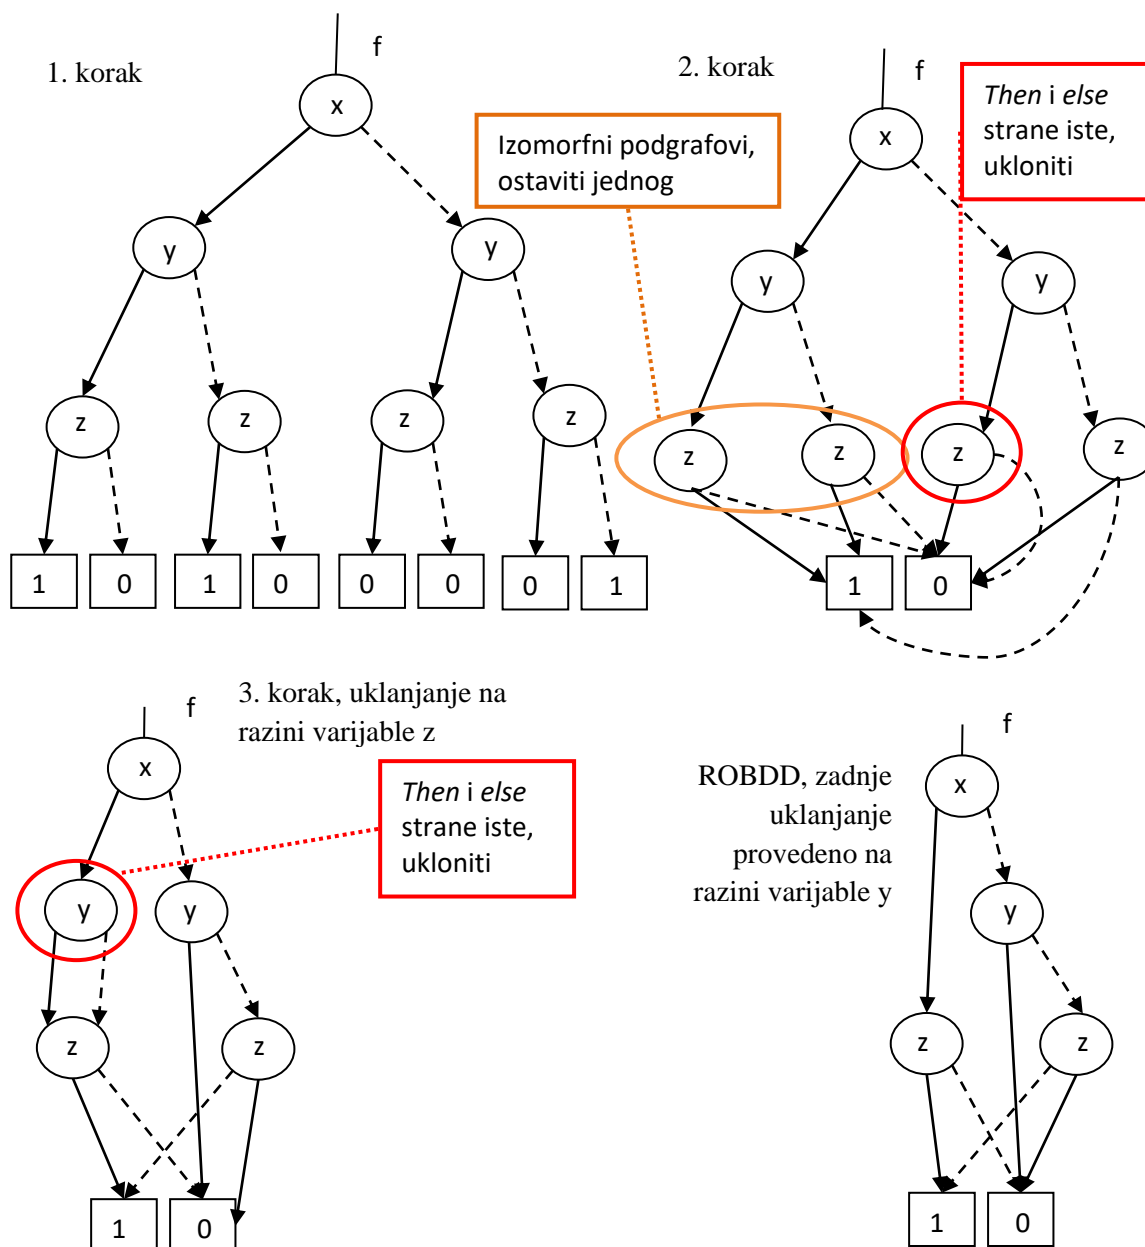 1. korak
f
x
y
y
z
z
z
z
1 0 1 0 0 0 0 1
2. korak
f
Izomorfni podgrafovi,
ostaviti jednog
Then i else
strane iste,
ukloniti
x
y
y
z
z
z
z
1 0
3. korak, uklanjanje na
razini varijable z
f
Then i else
strane iste,
ukloniti
x
y
y
z
z
1 0
ROBDD, zadnje
uklanjanje
provedeno na
razini varijable y
f
x
y
z
z
1 0